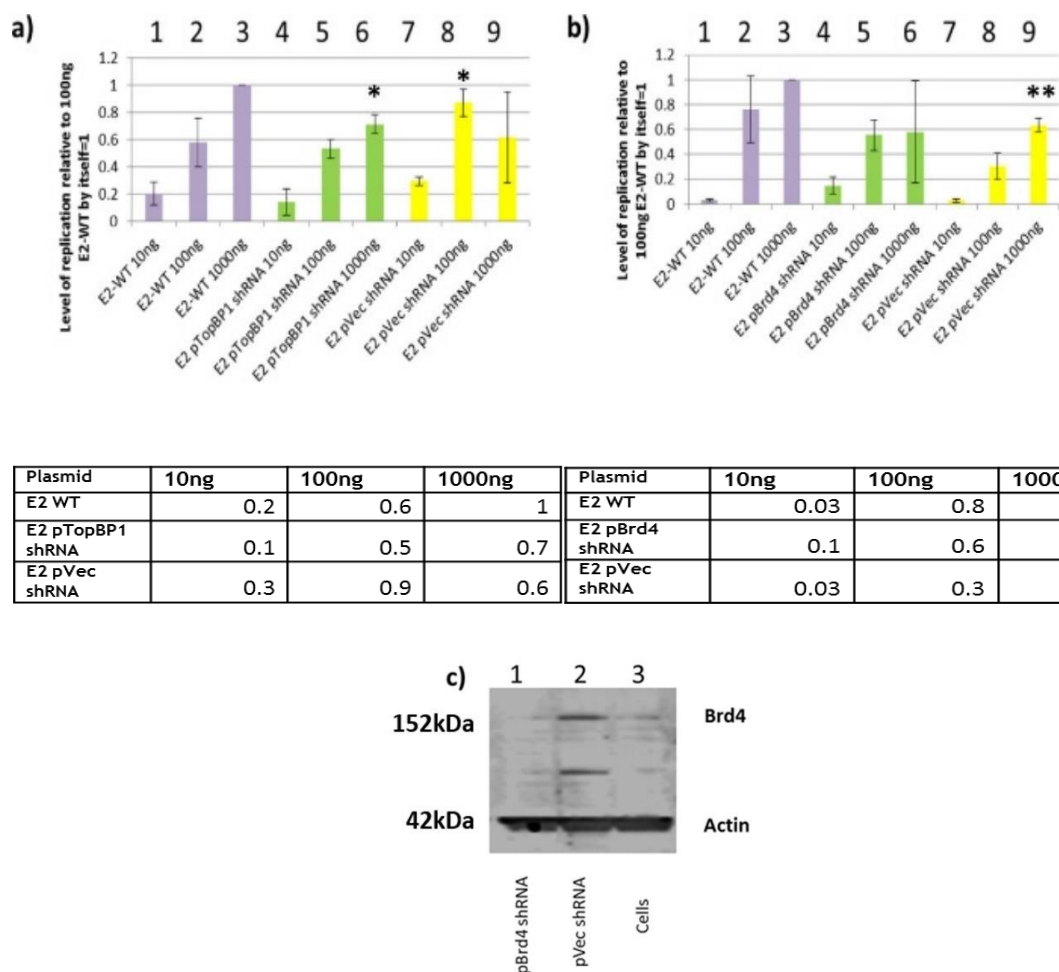 a)
1 2 3 4 5 6 7 8 9
Level of replication relative to 100ng
E2-WT by itself=1
1.2
1
0.8
0.6
0.4
0.2
0
*
*
E2-WT 10ng
E2-WT 100ng
E2-WT 1000ng
E2 pTopBP1 shRNA 10ng
E2 pTopBP1 shRNA 100ng
E2 pTopBP1 shRNA 1000ng
E2 pVec shRNA 10ng
E2 pVec shRNA 100ng
E2 pVec shRNA 1000ng
b)
1 2 3 4 5 6 7 8 9
Level of replication relative to
100ng E2-WT by itself=1
1.2
1
0.8
0.6
0.4
0.2
0
**
E2-WT 10ng
E2-WT 100ng
E2-WT 1000ng
E2 pBrd4 shRNA 10ng
E2 pBrd4 shRNA 100ng
E2 pBrd4 shRNA 1000ng
E2 pVec shRNA 10ng
E2 pVec shRNA 100ng
E2 pVec shRNA 1000ng
Plasmid 10ng 100ng 1000ng
E2 WT 0.2 0.6 1
E2 pTopBP1
shRNA 0.1 0.5 0.7
E2 pVec
shRNA 0.3 0.9 0.6
Plasmid 10ng 100ng 1000
E2 WT 0.03 0.8
E2 pBrd4
shRNA 0.1 0.6
E2 pVec
shRNA 0.03 0.3
c)
1 2 3
152kDa
Brd4
42kDa
Actin
pBrd4 shRNA
pVec shRNA
Cells